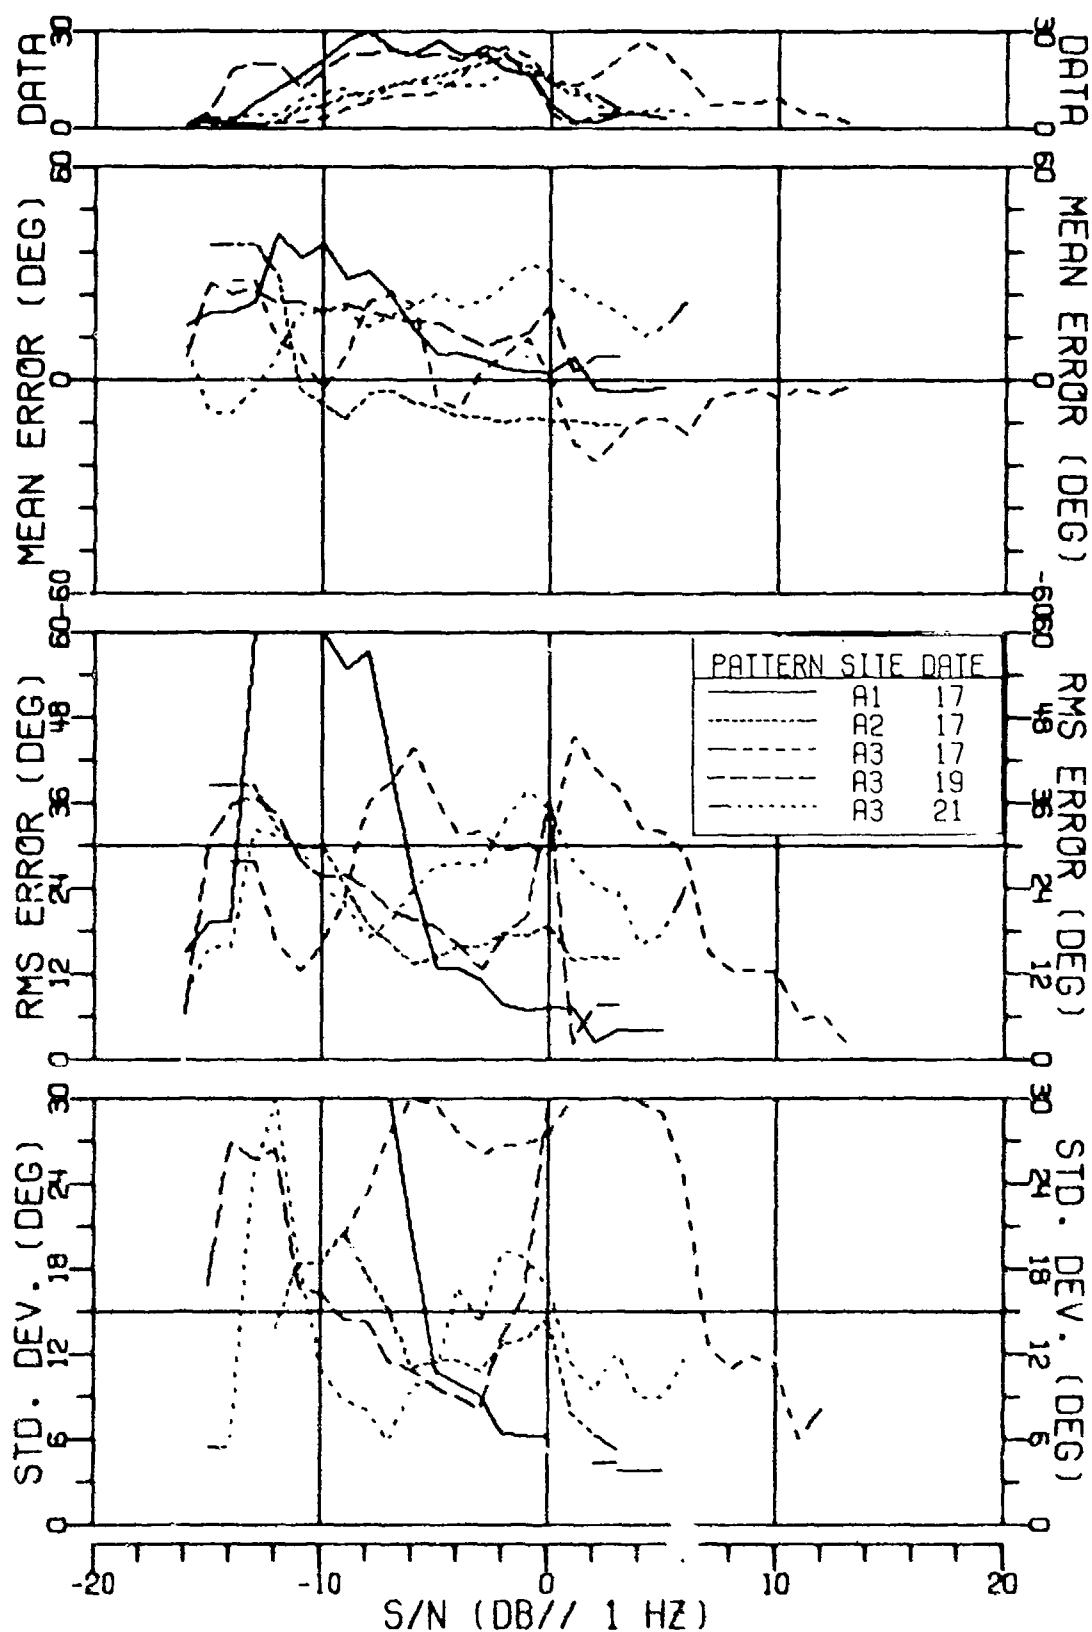 DATA
30
0
30
0
DATA
MEAN ERROR (DEG)
60
0
-60
60
0
-60
MEAN ERROR (DEG)
RMS ERROR (DEG)
60
48
36
24
12
0
60
48
36
24
12
0
RMS ERROR (DEG)
PATTERN SITE DATE
A1 17
A2 17
A3 17
A3 19
A3 21
STD. DEV. (DEG)
30
24
18
12
6
0
30
24
18
12
6
0
STD. DEV. (DEG)
-20 -10 0 10 20
S/N (DB// 1 HZ)